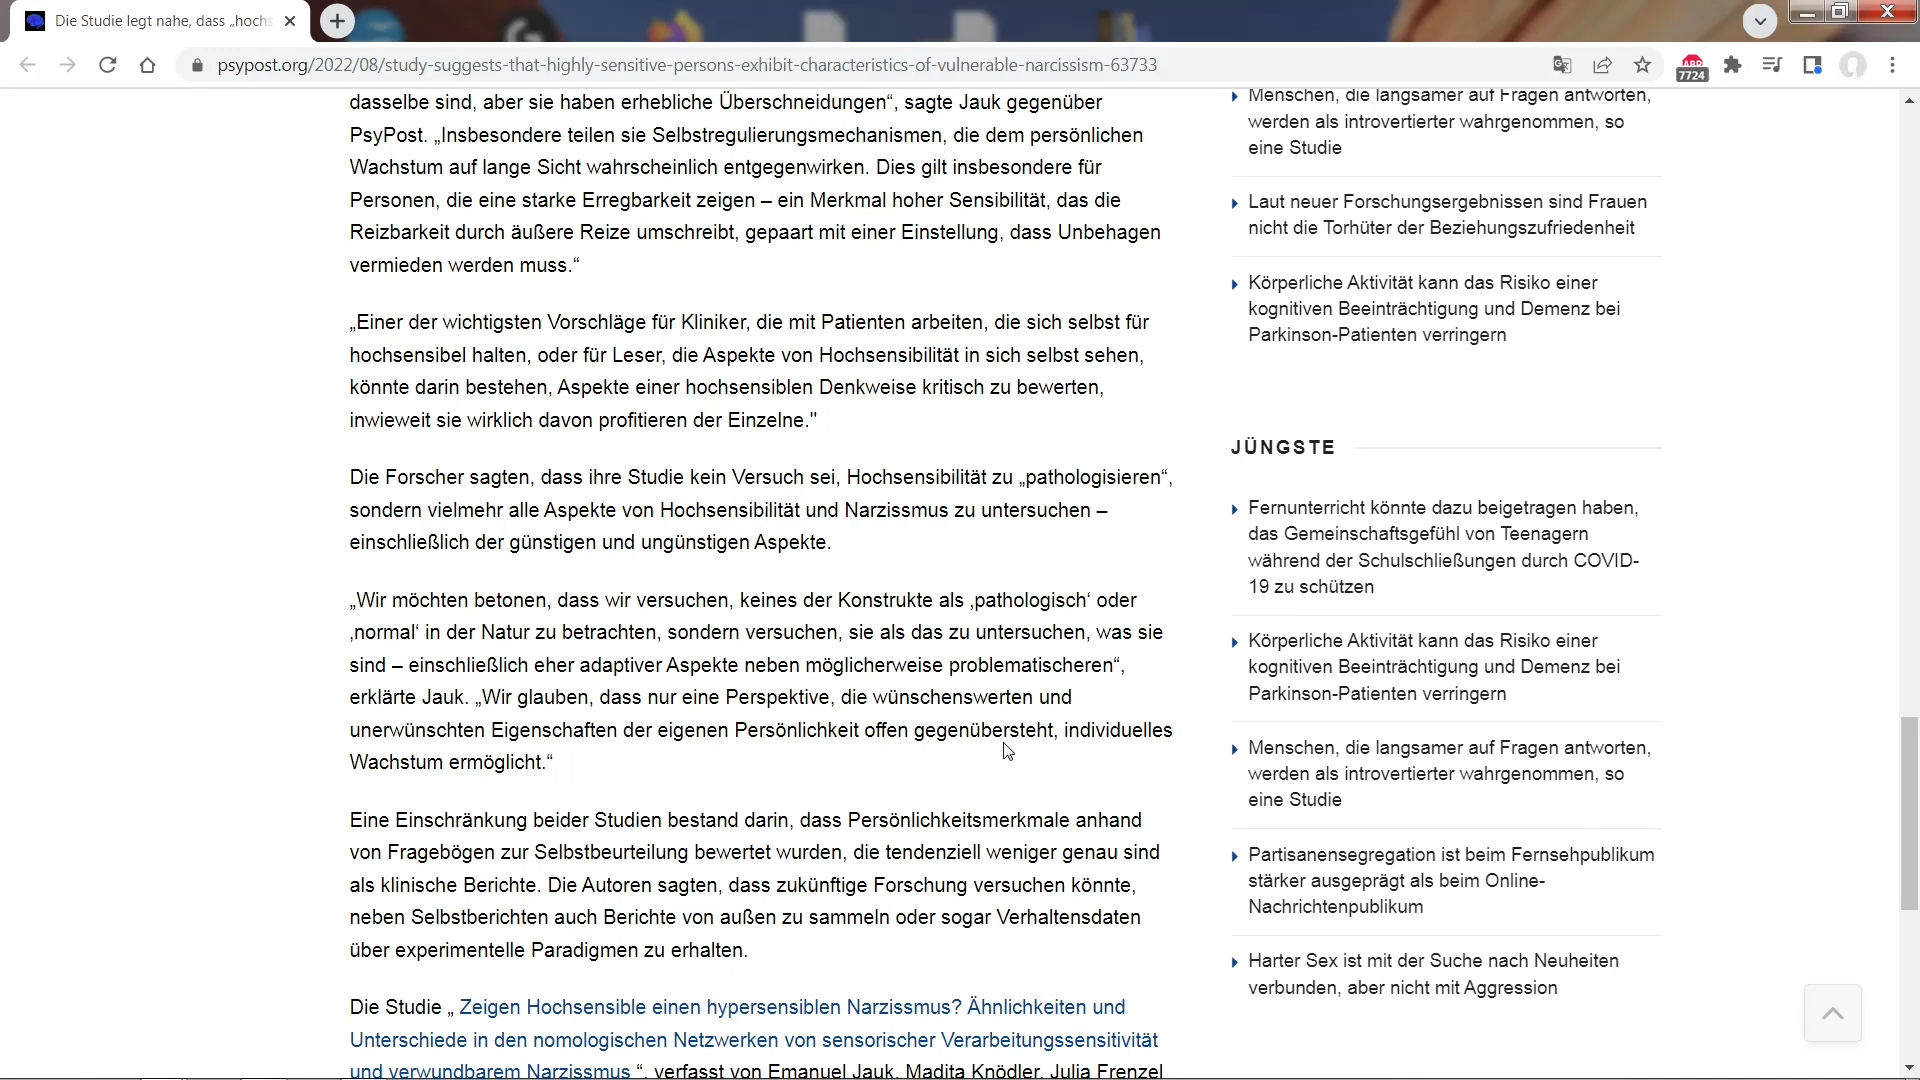 Die Studie legt nahe, dass „hochs
psypost.org/2022/08/study-suggests-that-highly-sensitive-persons-exhibit-characteristics-of-vulnerable-narcissism-63733
ABP
7724
dasselbe sind, aber sie haben erhebliche Überschneidungen“, sagte Jauk gegenüber
PsyPost. „Insbesondere teilen sie Selbstregulierungsmechanismen, die dem persönlichen
Wachstum auf lange Sicht wahrscheinlich entgegenwirken. Dies gilt insbesondere für
Personen, die eine starke Erregbarkeit zeigen – ein Merkmal hoher Sensibilität, das die
Reizbarkeit durch äußere Reize umschreibt, gepaart mit einer Einstellung, dass Unbehagen
vermieden werden muss.“
„Einer der wichtigsten Vorschläge für Kliniker, die mit Patienten arbeiten, die sich selbst für
hochsensibel halten, oder für Leser, die Aspekte von Hochsensibilität in sich selbst sehen,
könnte darin bestehen, Aspekte einer hochsensiblen Denkweise kritisch zu bewerten,
inwieweit sie wirklich davon profitieren der Einzelne."
Die Forscher sagten, dass ihre Studie kein Versuch sei, Hochsensibilität zu „pathologisieren“,
sondern vielmehr alle Aspekte von Hochsensibilität und Narzissmus zu untersuchen –
einschließlich der günstigen und ungünstigen Aspekte.
„Wir möchten betonen, dass wir versuchen, keines der Konstrukte als ‚pathologisch‘ oder
‚normal‘ in der Natur zu betrachten, sondern versuchen, sie als das zu untersuchen, was sie
sind – einschließlich eher adaptiver Aspekte neben möglicherweise problematischeren“,
erklärte Jauk. „Wir glauben, dass nur eine Perspektive, die wünschenswerten und
unerwünschten Eigenschaften der eigenen Persönlichkeit offen gegenübersteht, individuelles
Wachstum ermöglicht.“
Eine Einschränkung beider Studien bestand darin, dass Persönlichkeitsmerkmale anhand
von Fragebögen zur Selbstbeurteilung bewertet wurden, die tendenziell weniger genau sind
als klinische Berichte. Die Autoren sagten, dass zukünftige Forschung versuchen könnte,
neben Selbstberichten auch Berichte von außen zu sammeln oder sogar Verhaltensdaten
über experimentelle Paradigmen zu erhalten.
Die Studie „ Zeigen Hochsensible einen hypersensiblen Narzissmus? Ähnlichkeiten und
Unterschiede in den nomologischen Netzwerken von sensorischer Verarbeitungssensitivität
und verwundbarem Narzissmus “, verfasst von Emanuel Jauk, Madita Knödler, Julia Frenzel
Menschen, die langsamer auf Fragen antworten,
werden als introvertierter wahrgenommen, so
eine Studie
Laut neuer Forschungsergebnissen sind Frauen
nicht die Torhüter der Beziehungszufriedenheit
Körperliche Aktivität kann das Risiko einer
kognitiven Beeinträchtigung und Demenz bei
Parkinson-Patienten verringern
JÜNGSTE
Fernunterricht könnte dazu beigetragen haben,
das Gemeinschaftsgefühl von Teenagern
während der Schulschließungen durch COVID-
19 zu schützen
Körperliche Aktivität kann das Risiko einer
kognitiven Beeinträchtigung und Demenz bei
Parkinson-Patienten verringern
Menschen, die langsamer auf Fragen antworten,
werden als introvertierter wahrgenommen, so
eine Studie
Partisanensegregation ist beim Fernsehpublikum
stärker ausgeprägt als beim Online-
Nachrichtenpublikum
Harter Sex ist mit der Suche nach Neuheiten
verbunden, aber nicht mit Aggression